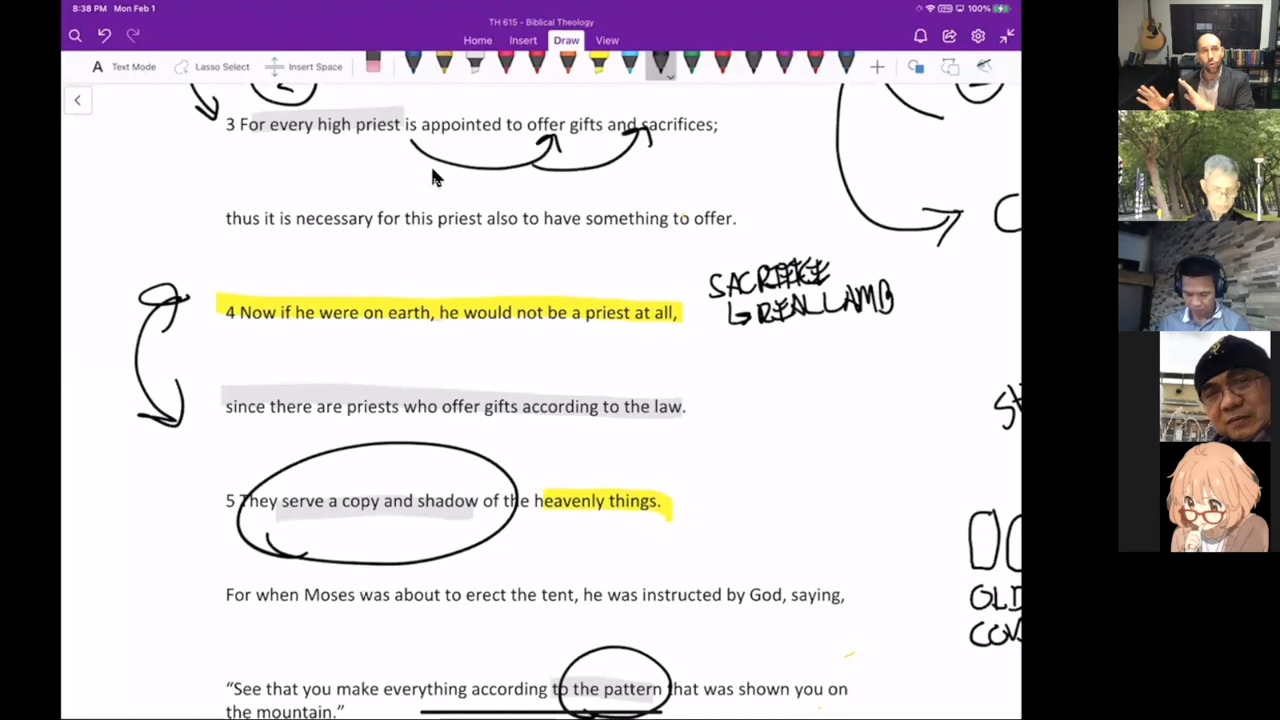 8:38 PM Mon Feb 1
100%
TH 615 - Biblical Theology
Home Insert Draw View
Text Mode Lasso Select Insert Space
3 For every high priest is appointed to offer gifts and sacrifices;
thus it is necessary for this priest also to have something to offer.
SACRIFICE
4 Now if he were on earth, he would not be a priest at all,
REAL LAMB
since there are priests who offer gifts according to the law.
5 They serve a copy and shadow of the heavenly things.
For when Moses was about to erect the tent, he was instructed by God, saying,
OLD
“See that you make everything according to the pattern that was shown you on
the mountain.”